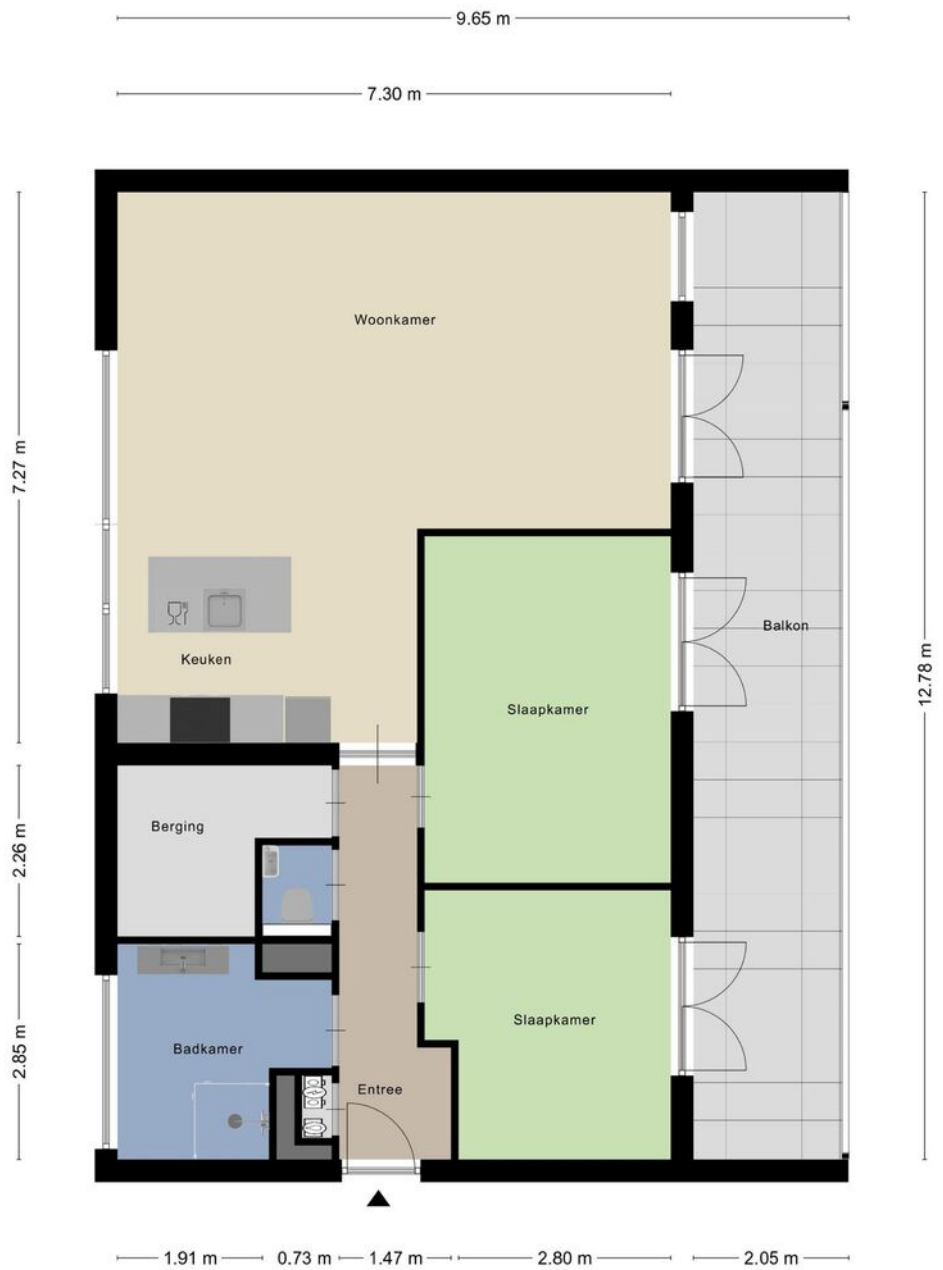 9.65 m
7.30 m
Woonkamer
7.27 m
Balkon
Keuken
12.78 m
Slaapkamer
Berging
2.26 m
Slaapkamer
Badkamer
2.85 m
Entree
1.91 m
0.73 m
1.47 m
2.80 m
2.05 m